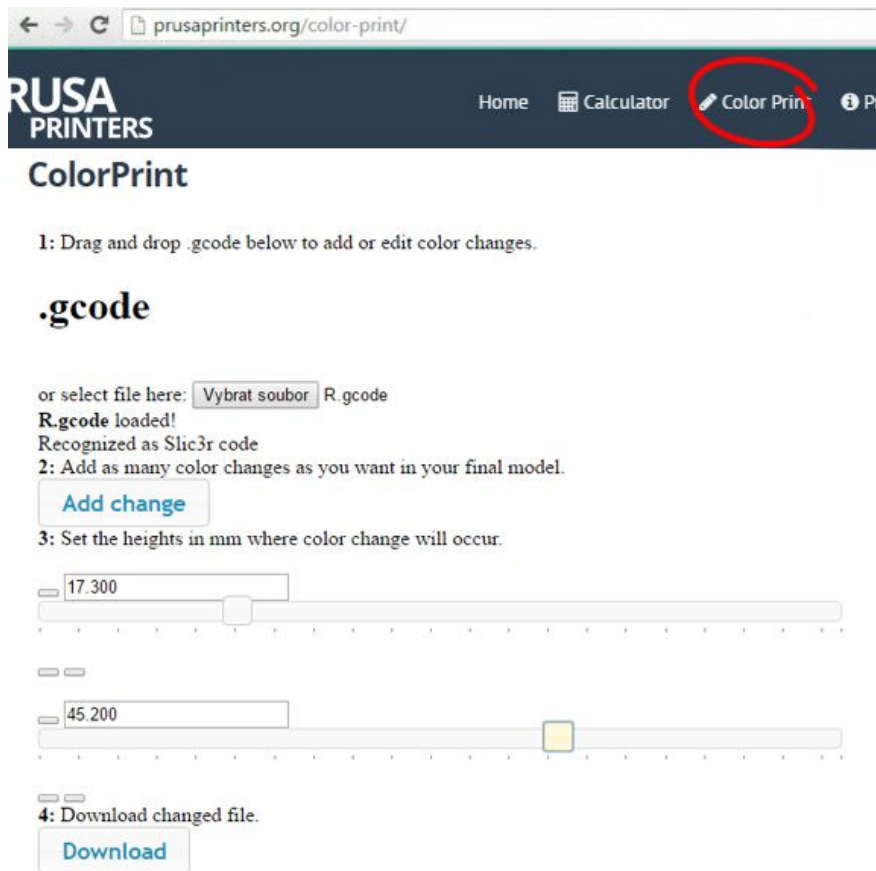 prusaprinters.org/color-print/
RUSA
PRINTERS
Home Calculator Color Print P
ColorPrint
1: Drag and drop .gcode below to add or edit color changes.
.gcode
or select file here: Vybrat soubor R.gcode
R.gcode loaded!
Recognized as Slic3r code
2: Add as many color changes as you want in your final model.
Add change
3: Set the heights in mm where color change will occur.
17.300
45.200
4: Download changed file.
Download